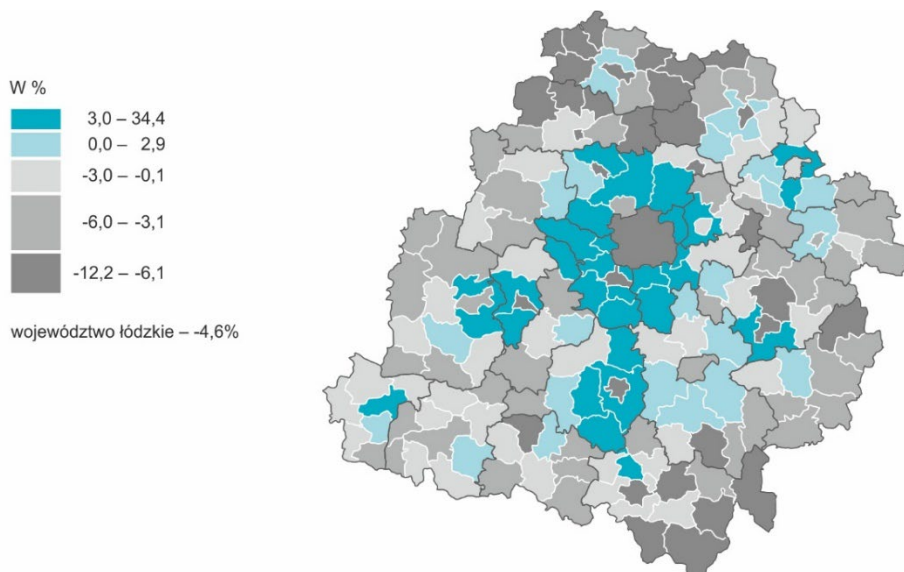 W %
3,0 – 34,4
0,0 – 2,9
-3,0 – -0,1
-6,0 – -3,1
-12,2 – -6,1
województwo łódzkie – -4,6%